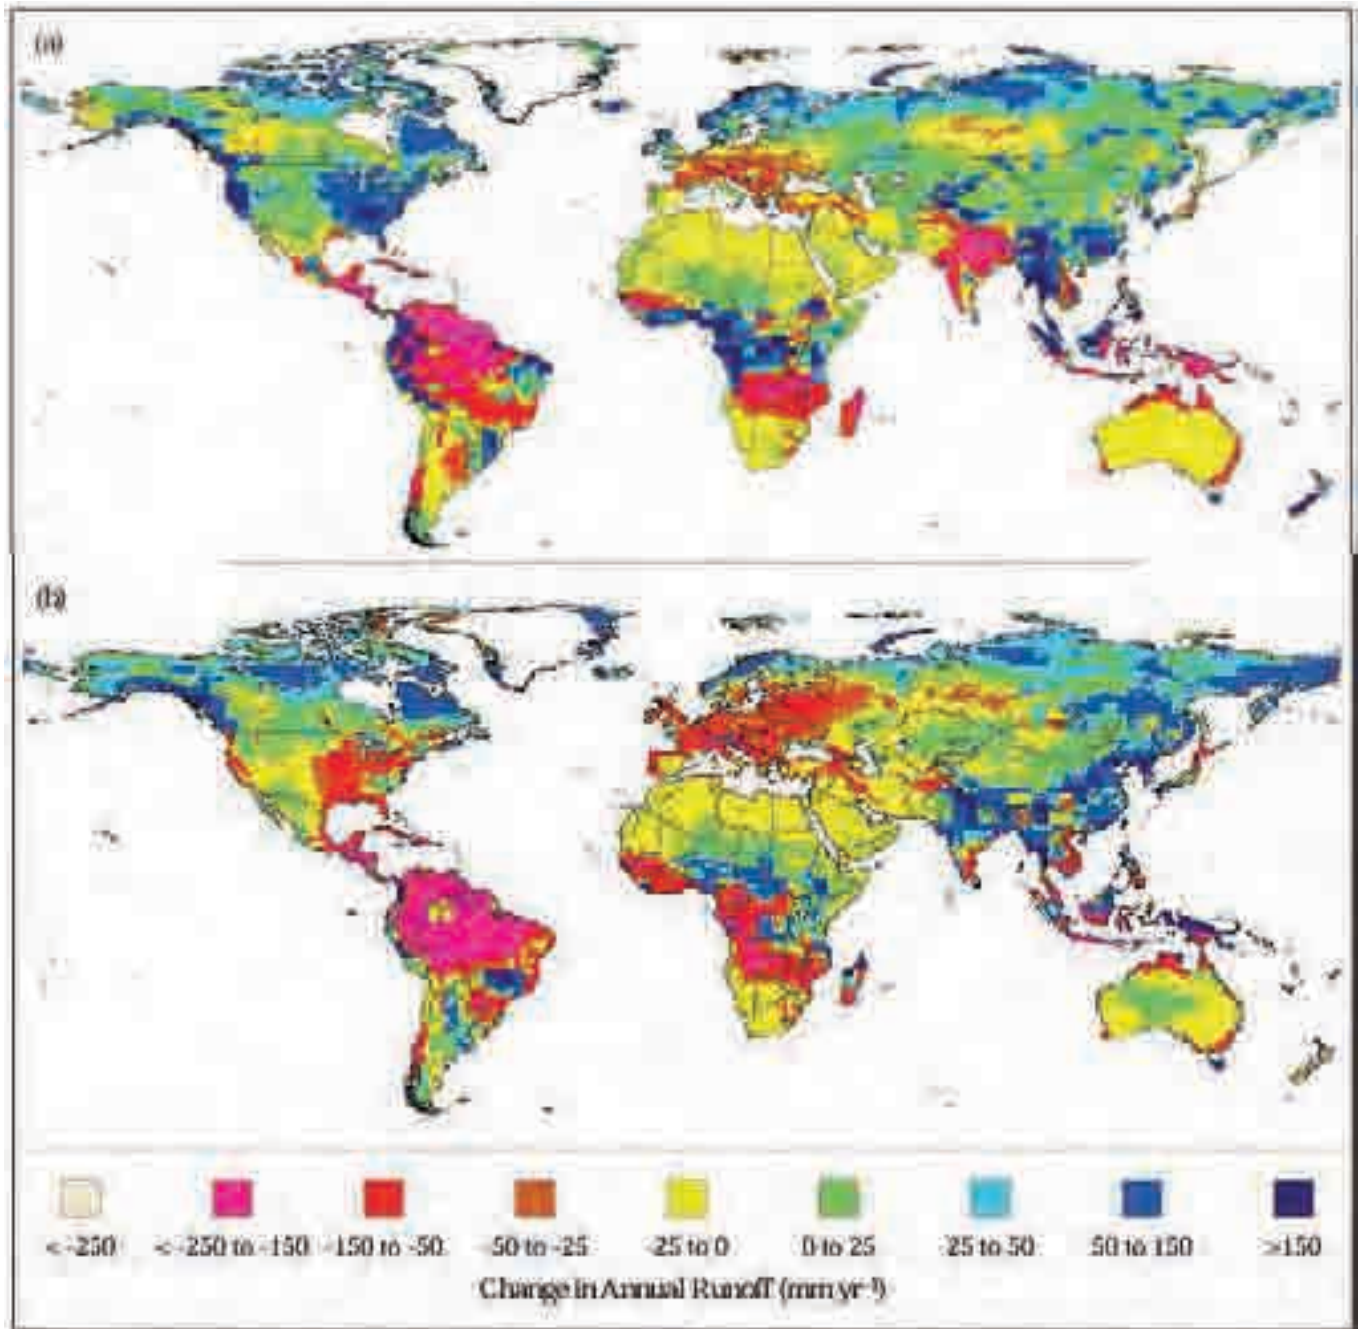 (a)
(b)
< -250 < -250 to -150 -150 to -50 -50 to -25 -25 to 0 0 to 25 25 to 50 50 to 150 >150
Change in Annual Runoff (mm yr⁻¹)